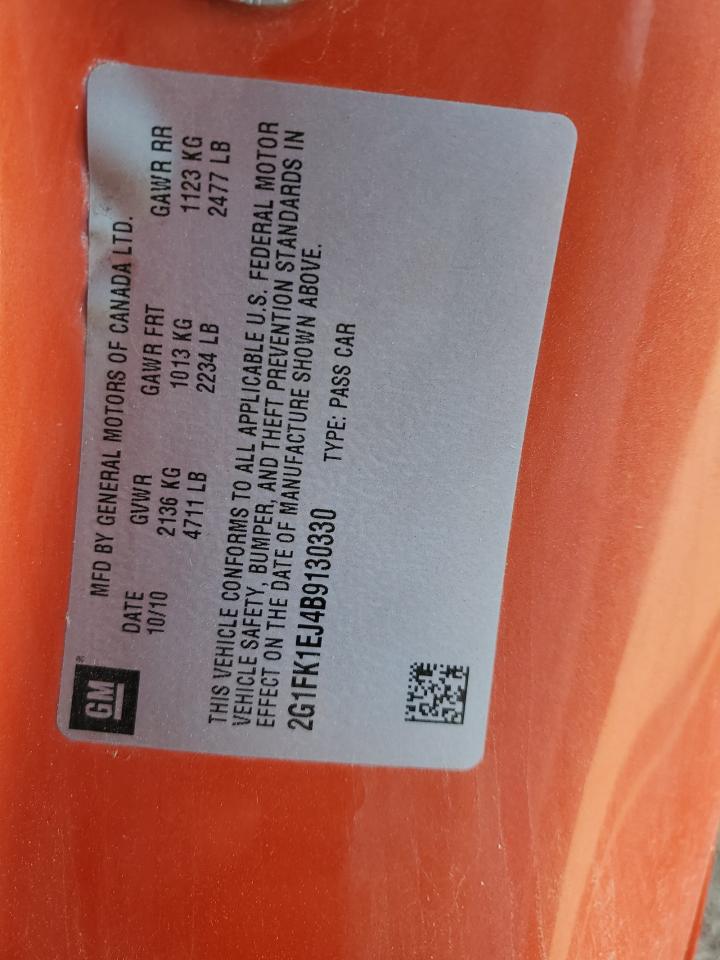 GM®
MFD BY GENERAL MOTORS OF CANADA LTD.
DATE GVWR GAWR FRT GAWR RR
10/10 2136 KG 1013 KG 1123 KG
4711 LB 2234 LB 2477 LB
THIS VEHICLE CONFORMS TO ALL APPLICABLE U.S. FEDERAL MOTOR
VEHICLE SAFETY, BUMPER, AND THEFT PREVENTION STANDARDS IN
EFFECT ON THE DATE OF MANUFACTURE SHOWN ABOVE.
2G1FK1EJ4B9130330 TYPE: PASS CAR